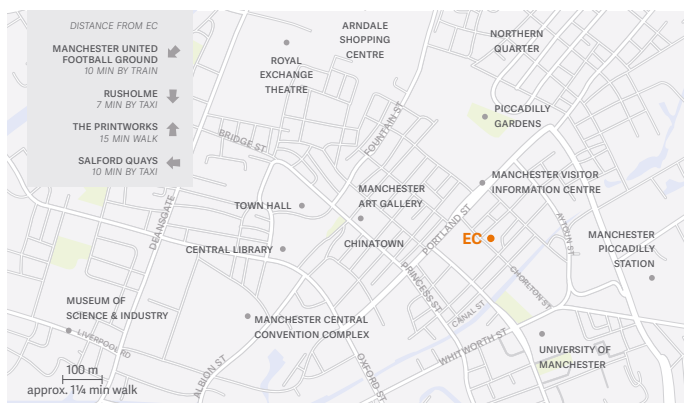 DISTANCE FROM EC
MANCHESTER UNITED
FOOTBALL GROUND
10 MIN BY TRAIN
RUSHOLME
7 MIN BY TAXI
THE PRINTWORKS
15 MIN WALK
SALFORD QUAYS
10 MIN BY TAXI
ARNDALE
SHOPPING
CENTRE
NORTHERN
QUARTER
ROYAL
EXCHANGE
THEATRE
PICCADILLY
GARDENS
FOUNTAIN ST
BRIDGE ST
MANCHESTER VISITOR
INFORMATION CENTRE
MANCHESTER
ART GALLERY
TOWN HALL
DEANSGATE
PORTLAND ST
AYTOUN ST
EC
CHINATOWN
CENTRAL LIBRARY
MANCHESTER
PICCADILLY
STATION
PRINCESS ST
CHORLTON ST
MUSEUM OF
SCIENCE & INDUSTRY
MANCHESTER CENTRAL
CONVENTION COMPLEX
CANAL ST
WHITWORTH ST
LIVERPOOL RD
UNIVERSITY OF
MANCHESTER
ALBION ST
OXFORD ST
100 m
approx. 1¼ min walk